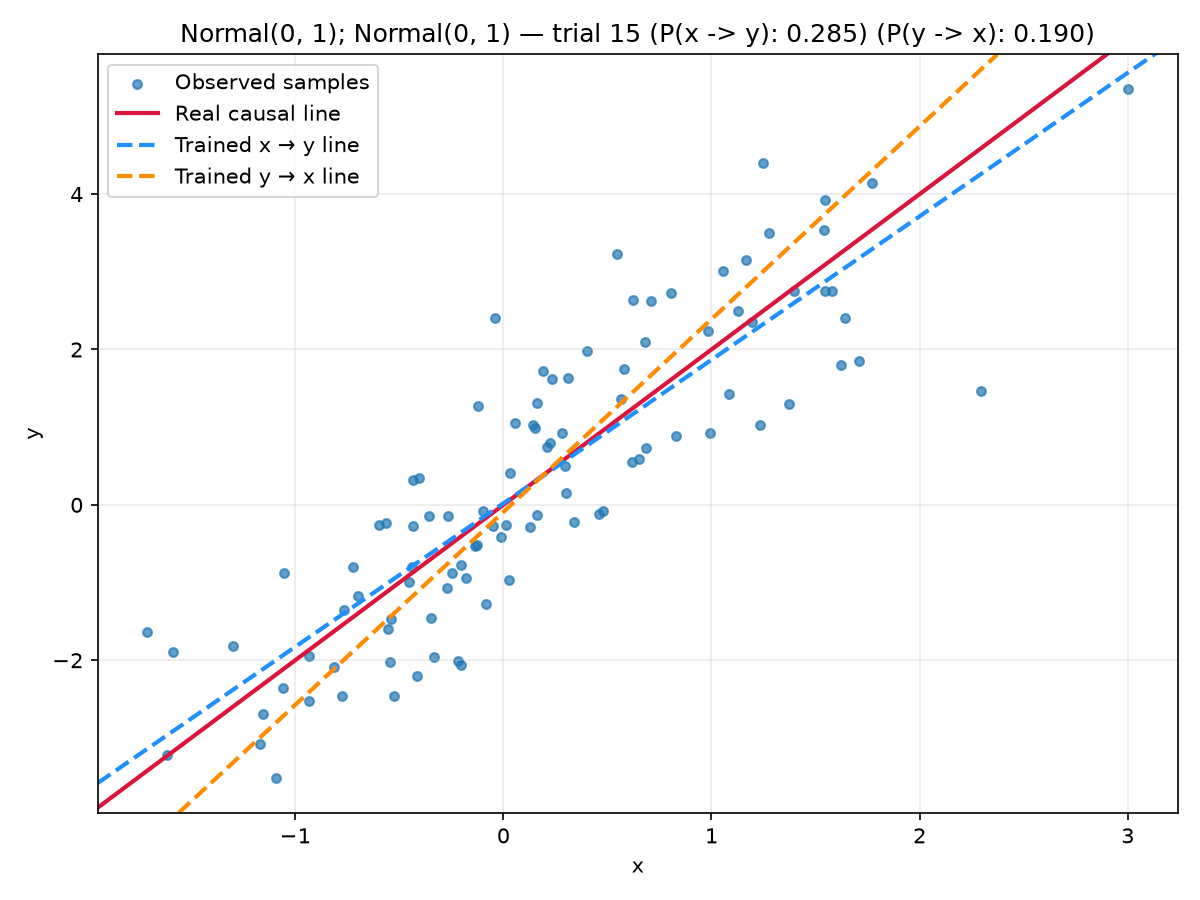 Normal(0, 1); Normal(0, 1) — trial 15 (P(x -> y): 0.285) (P(y -> x): 0.190)
Observed samples
Real causal line
Trained x → y line
Trained y → x line
4
2
0
−2
y
−1
0
1
2
3
x